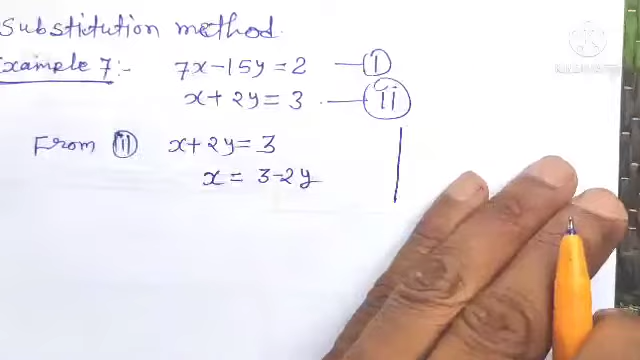 Substitution method.
Example 7:- 7x-15y=2 — I
x+2y=3 — II
From II x+2y=3
x = 3-2y